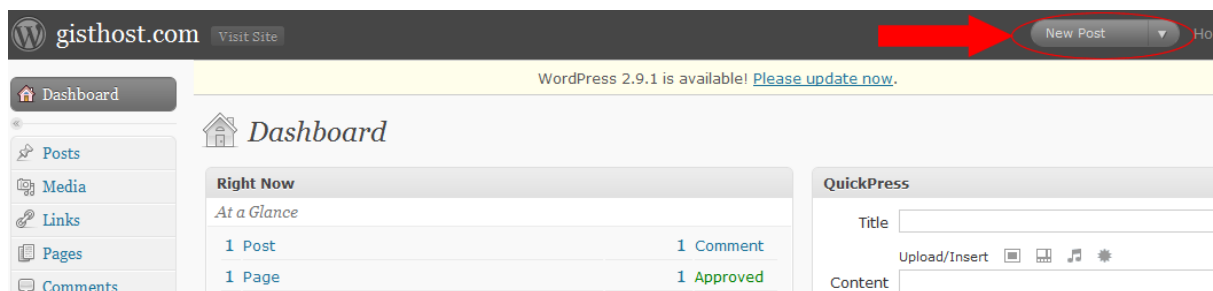 gisthost.com Visit Site New Post Ho
WordPress 2.9.1 is available! Please update now.
Dashboard
Dashboard
Posts
Media
Links
Pages
Comments
Right Now
At a Glance
1 Post 1 Comment
1 Page 1 Approved
QuickPress
Title
Upload/Insert
Content